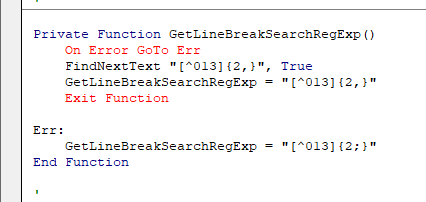 Private Function GetLineBreakSearchRegExp()
On Error GoTo Err
FindNextText "[^013]{2,}", True
GetLineBreakSearchRegExp = "[^013]{2,}"
Exit Function
Err:
GetLineBreakSearchRegExp = "[^013]{2;}"
End Function
'